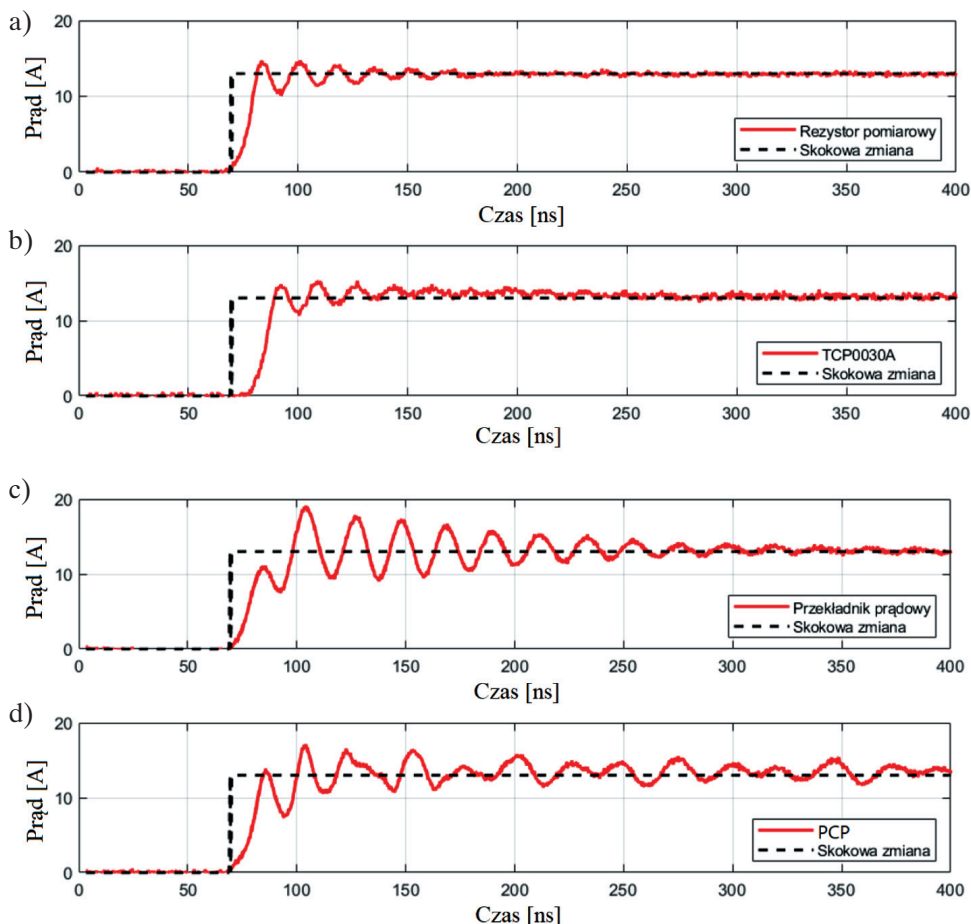 a)
20
10
0
Prąd [A]
Rezystor pomiarowy
Skokowa zmiana
0 50 100 150 200 250 300 350 400
Czas [ns]
b)
20
10
0
Prąd [A]
TCP0030A
Skokowa zmiana
0 50 100 150 200 250 300 350 400
Czas [ns]
c)
20
10
0
Prąd [A]
Przekładnik prądowy
Skokowa zmiana
0 50 100 150 200 250 300 350 400
Czas [ns]
d)
20
10
0
Prąd [A]
PCP
Skokowa zmiana
0 50 100 150 200 250 300 350 400
Czas [ns]